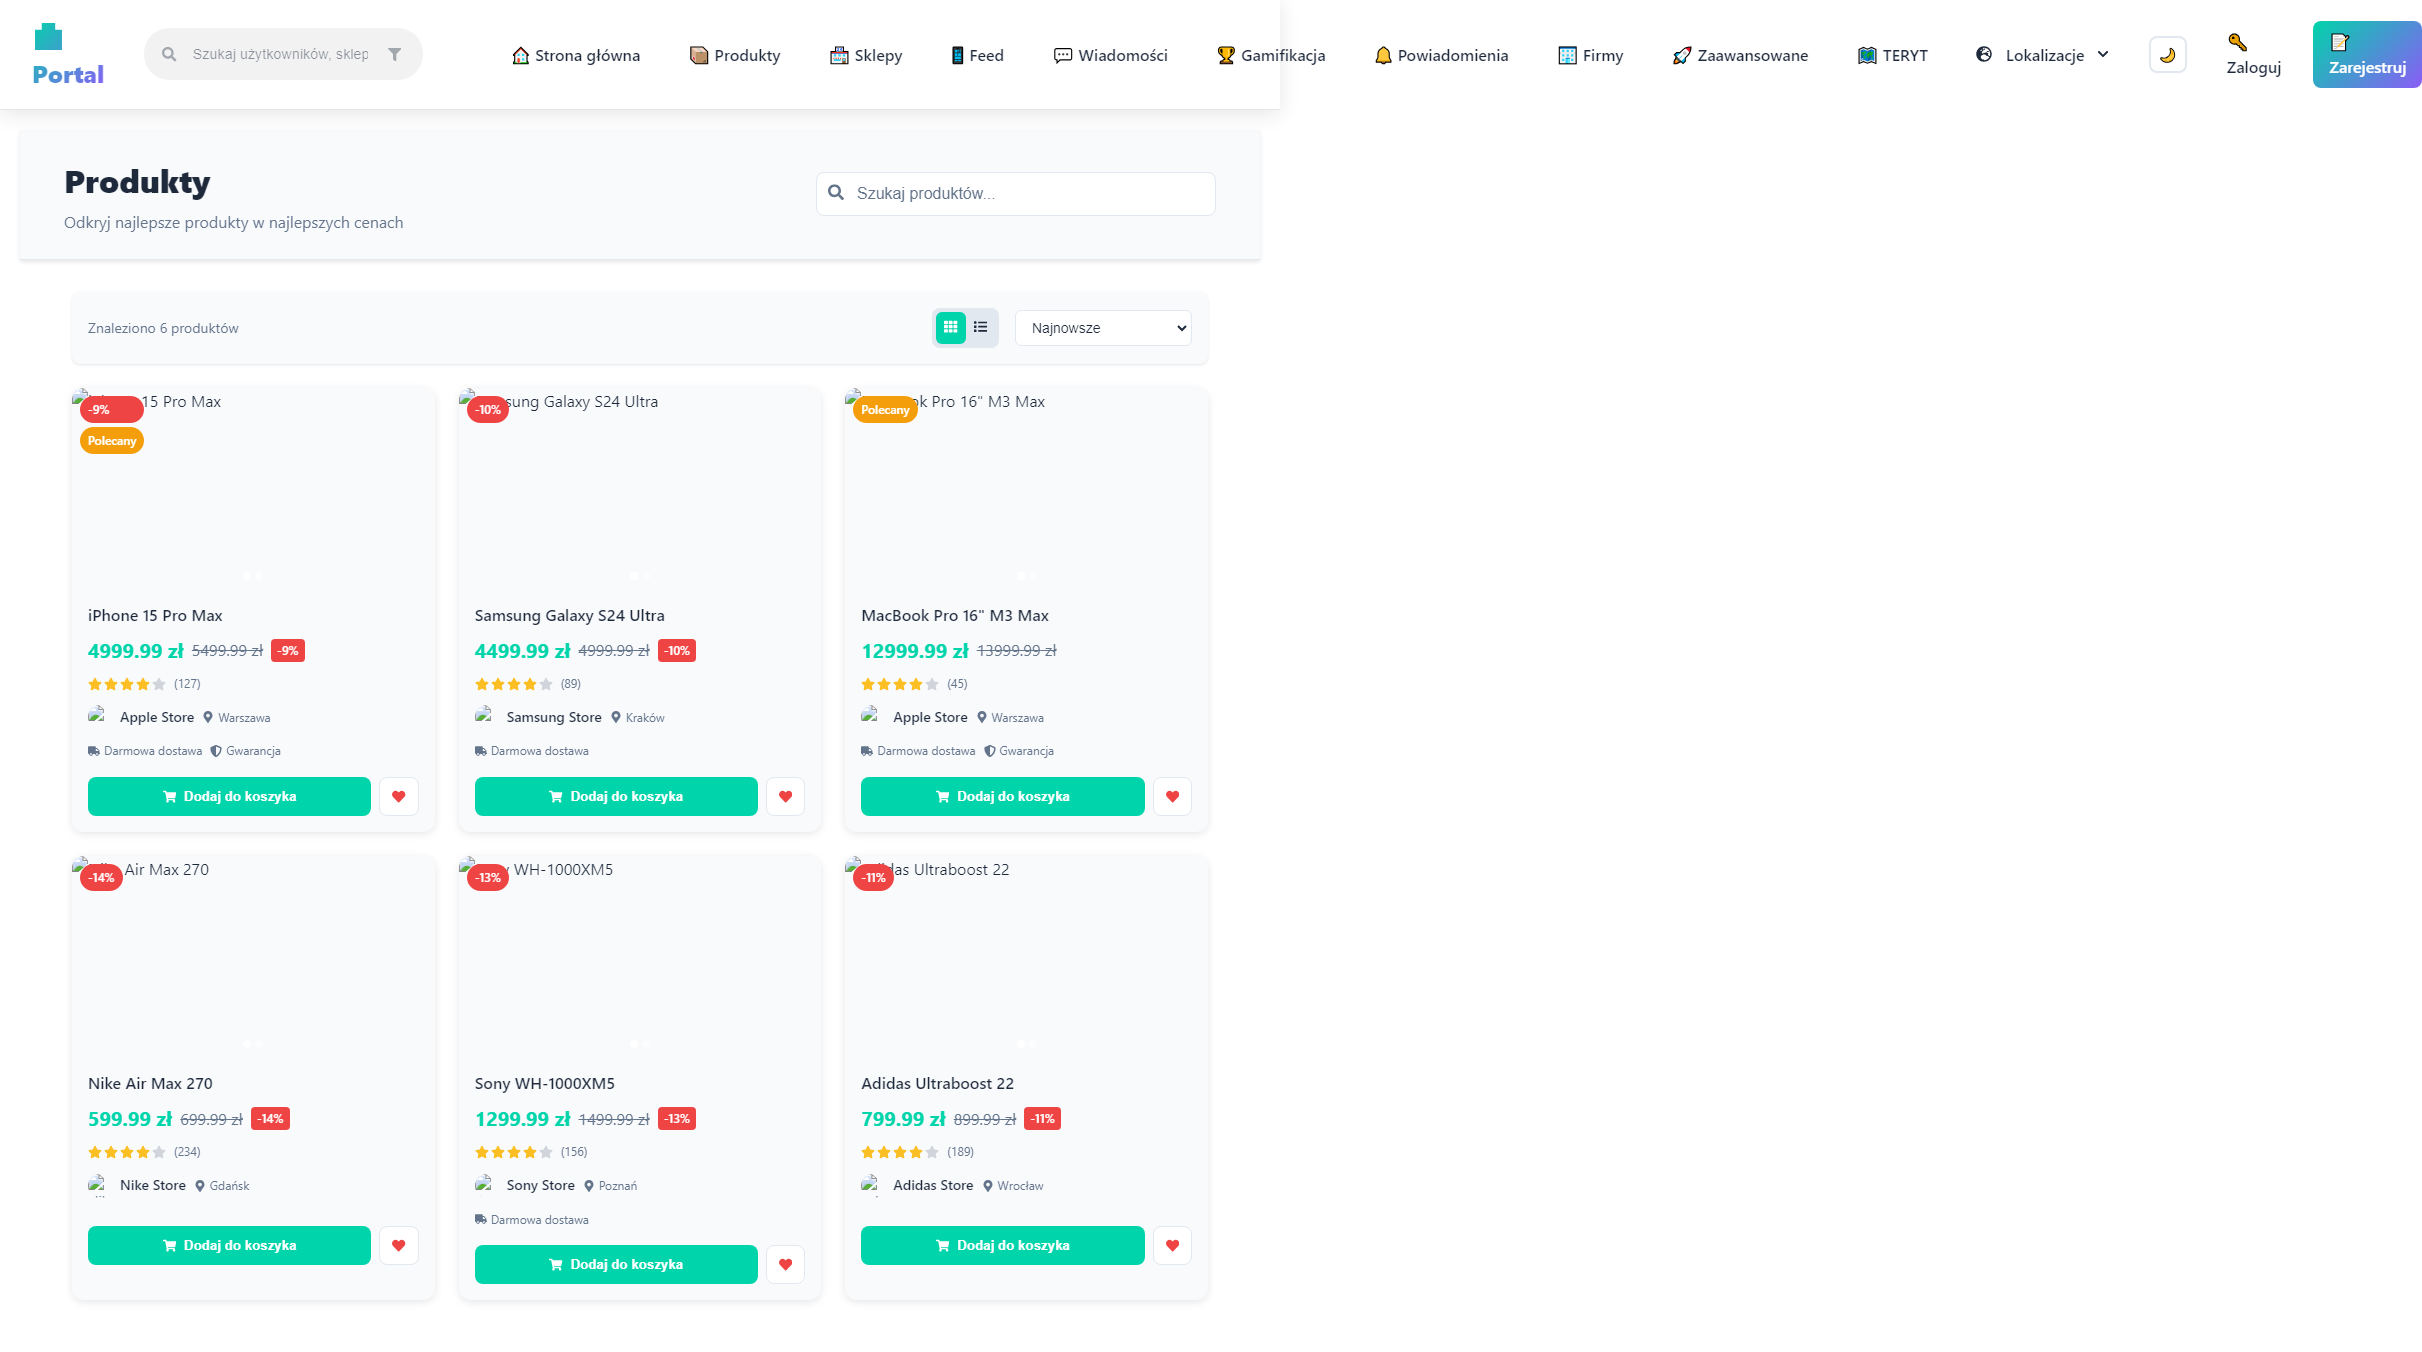 Portal
Szukaj użytkowników, sklep
Strona główna
Produkty
Sklepy
Feed
Wiadomości
Gamifikacja
Powiadomienia
Firmy
Zaawansowane
TERYT
Lokalizacje
Zaloguj
Zarejestruj
Produkty
Odkryj najlepsze produkty w najlepszych cenach
Szukaj produktów...
Znaleziono 6 produktów
Najnowsze
15 Pro Max
-9%
Polecany
iPhone 15 Pro Max
4999.99 zł 5499.99 zł -9%
(127)
Apple Store Warszawa
Darmowa dostawa Gwarancja
Dodaj do koszyka
Galaxy S24 Ultra
-10%
Samsung Galaxy S24 Ultra
4499.99 zł 4999.99 zł -10%
(89)
Samsung Store Kraków
Darmowa dostawa
Dodaj do koszyka
Pro 16" M3 Max
Polecany
MacBook Pro 16" M3 Max
12999.99 zł 13999.99 zł
(45)
Apple Store Warszawa
Darmowa dostawa Gwarancja
Dodaj do koszyka
Air Max 270
-14%
Nike Air Max 270
599.99 zł 699.99 zł -14%
(234)
Nike Store Gdańsk
Dodaj do koszyka
WH-1000XM5
-13%
Sony WH-1000XM5
1299.99 zł 1499.99 zł -13%
(156)
Sony Store Poznań
Darmowa dostawa
Dodaj do koszyka
Ultraboost 22
-11%
Adidas Ultraboost 22
799.99 zł 899.99 zł -11%
(189)
Adidas Store Wrocław
Dodaj do koszyka